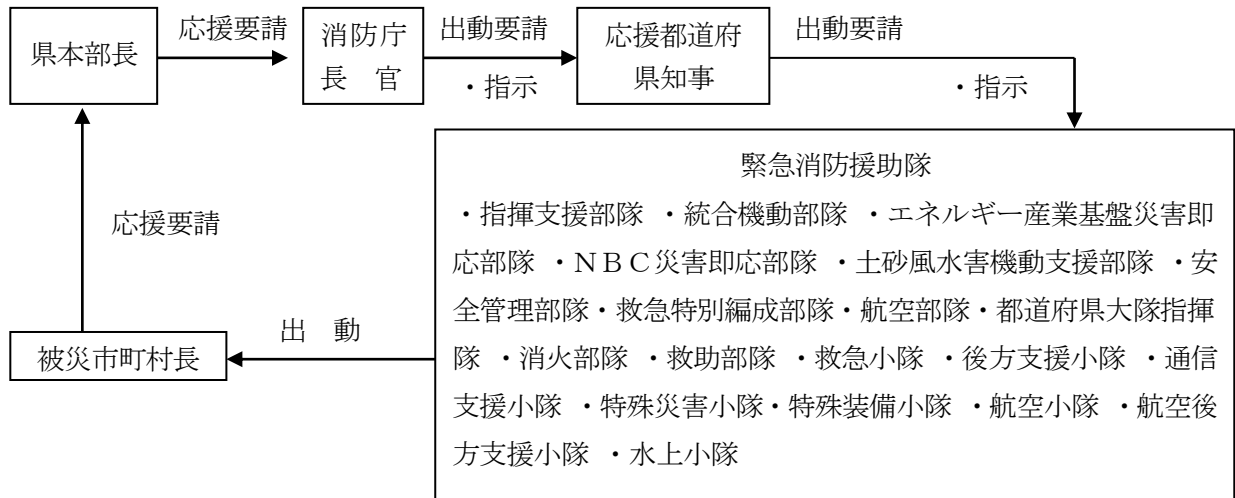 県本部長
応援要請
消防庁
長　官
出動要請
・指示
応援都道府
県知事
出動要請
・指示
緊急消防援助隊
・指揮支援部隊 ・統合機動部隊 ・エネルギー産業基盤災害即
応部隊 ・ＮＢＣ災害即応部隊 ・土砂風水害機動支援部隊 ・安
全管理部隊・救急特別編成部隊・航空部隊・都道府県大隊指揮
隊 ・消火部隊 ・救助部隊 ・救急小隊 ・後方支援小隊 ・通信
支援小隊 ・特殊災害小隊・特殊装備小隊 ・航空小隊 ・航空後
方支援小隊 ・水上小隊
出　動
被災市町村長
応援要請